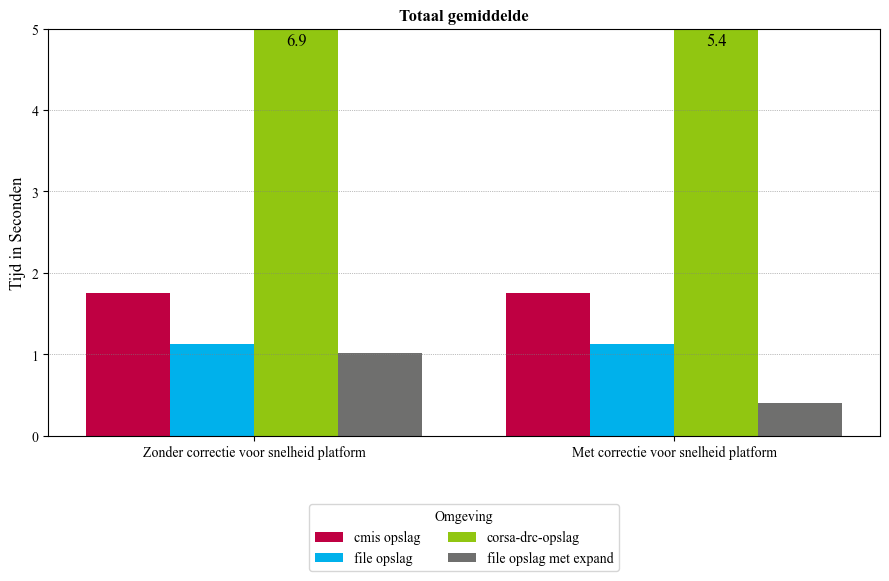 Totaal gemiddelde
Tijd in Seconden
5
4
3
2
1
0
6.9
5.4
Zonder correctie voor snelheid platform
Met correctie voor snelheid platform
Omgeving
cmis opslag
file opslag
corsa-drc-opslag
file opslag met expand